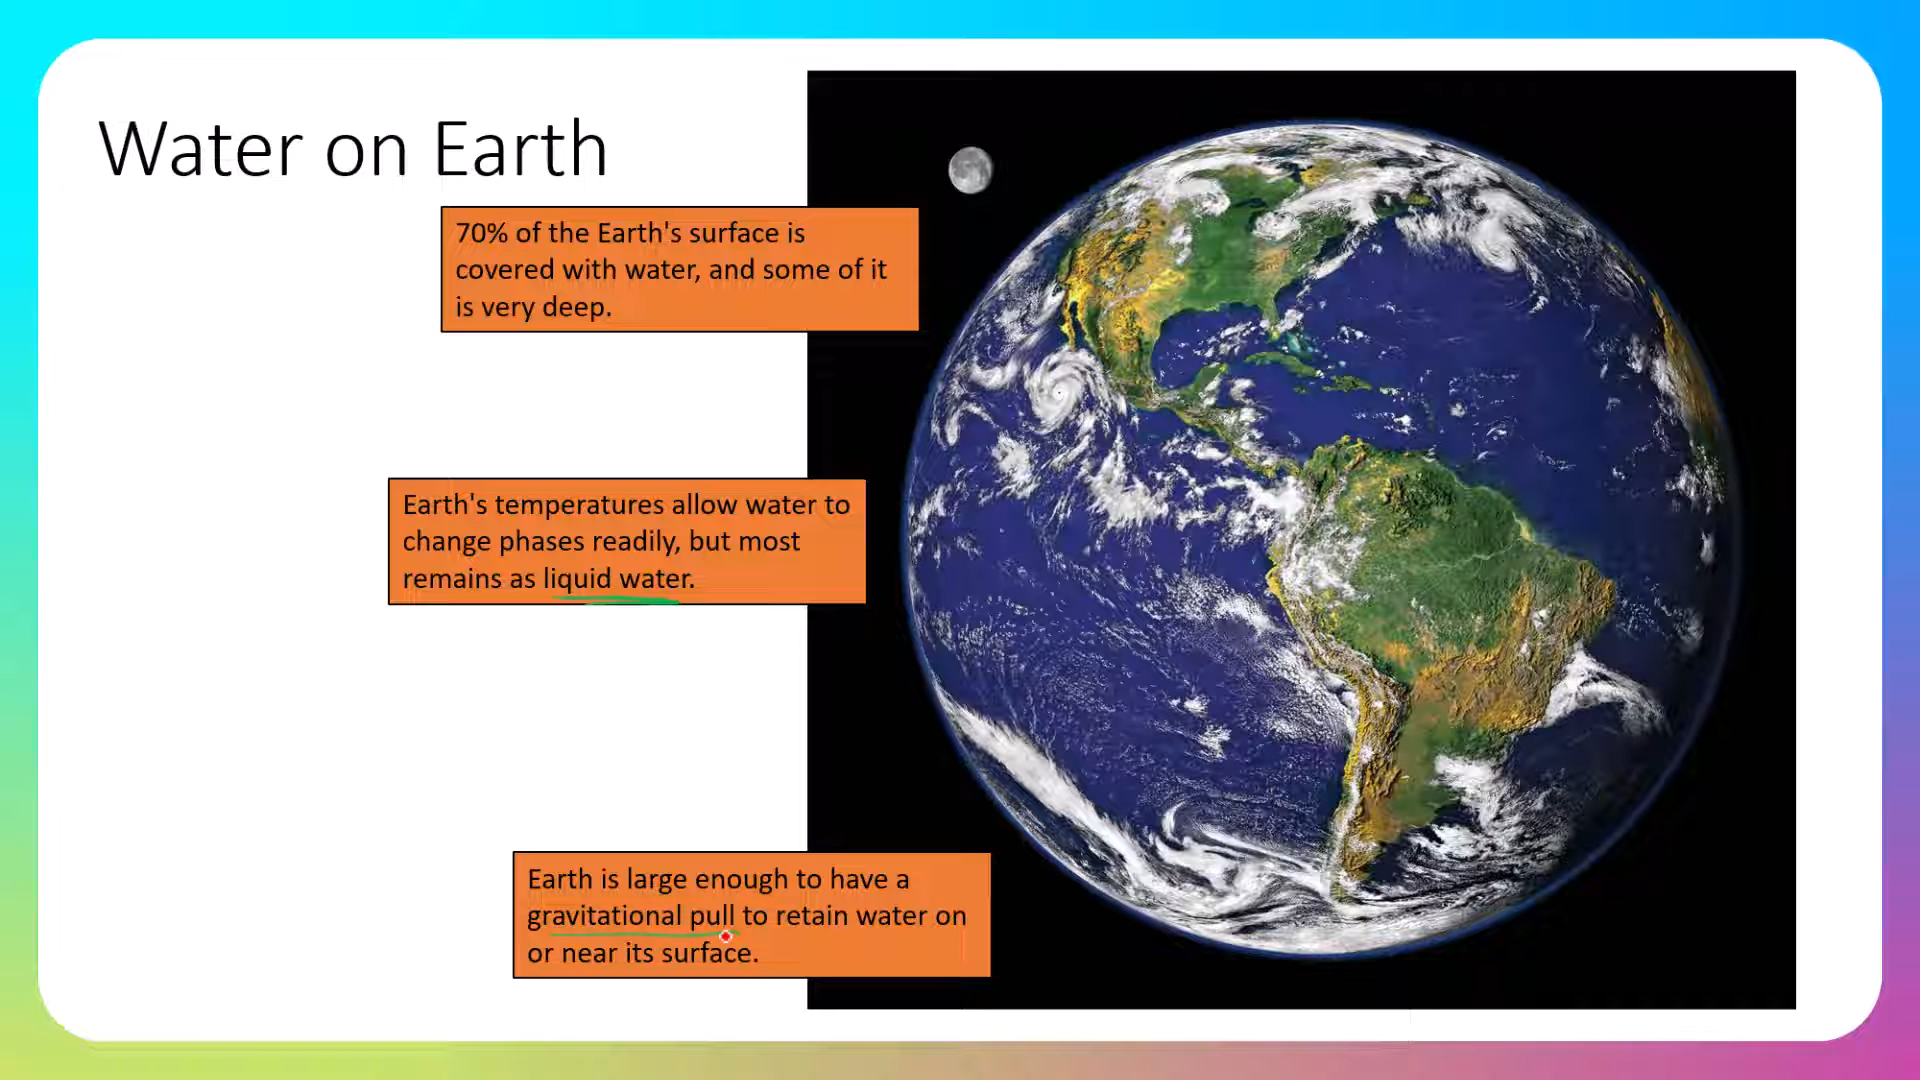 Water on Earth
70% of the Earth's surface is
covered with water, and some of it
is very deep.
Earth's temperatures allow water to
change phases readily, but most
remains as liquid water.
Earth is large enough to have a
gravitational pull to retain water on
or near its surface.